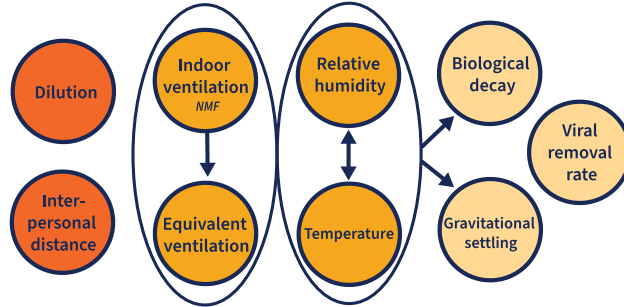 Dilution
Inter-
personal
distance
Indoor
ventilation
NMF
Equivalent
ventilation
Relative
humidity
Temperature
Biological
decay
Gravitational
settling
Viral
removal
rate